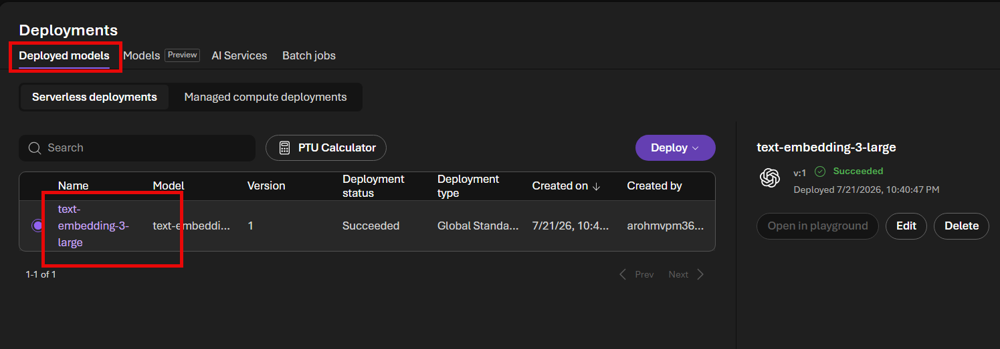 Deployments
Deployed models Models Preview AI Services Batch jobs
Serverless deployments Managed compute deployments
Search PTU Calculator Deploy
Name Model Version Deployment status Deployment type Created on Created by
text-embedding-3-large text-embeddi... 1 Succeeded Global Standa... 7/21/26, 10:4... arohmvpm36...
1-1 of 1 Prev Next
text-embedding-3-large
v:1 Succeeded
Deployed 7/21/2026, 10:40:47 PM
Open in playground Edit Delete